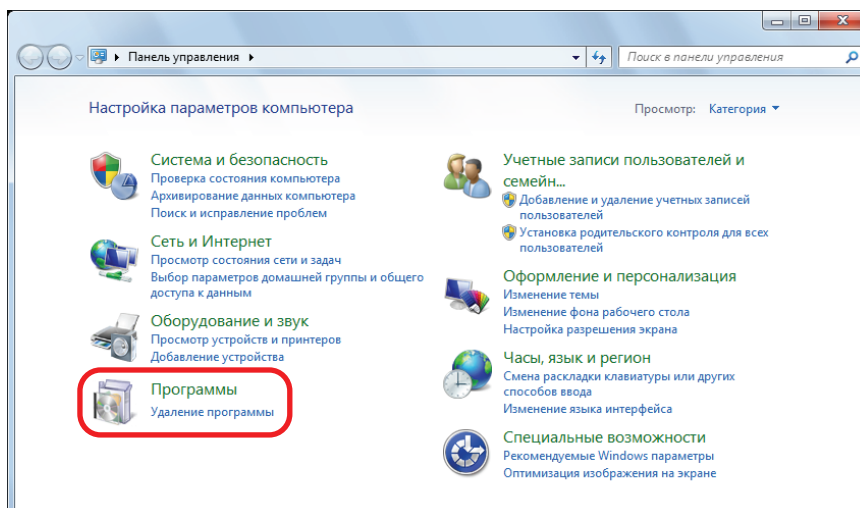 Панель управления
Поиск в панели управления
Настройка параметров компьютера
Просмотр: Категория
Система и безопасность
Проверка состояния компьютера
Архивирование данных компьютера
Поиск и исправление проблем
Сеть и Интернет
Просмотр состояния сети и задач
Выбор параметров домашней группы и общего
доступа к данным
Оборудование и звук
Просмотр устройств и принтеров
Добавление устройства
Программы
Удаление программы
Учетные записи пользователей и
семейн...
Добавление и удаление учетных записей
пользователей
Установка родительского контроля для всех
пользователей
Оформление и персонализация
Изменение темы
Изменение фона рабочего стола
Настройка разрешения экрана
Часы, язык и регион
Смена раскладки клавиатуры или других
способов ввода
Изменение языка интерфейса
Специальные возможности
Рекомендуемые Windows параметры
Оптимизация изображения на экране